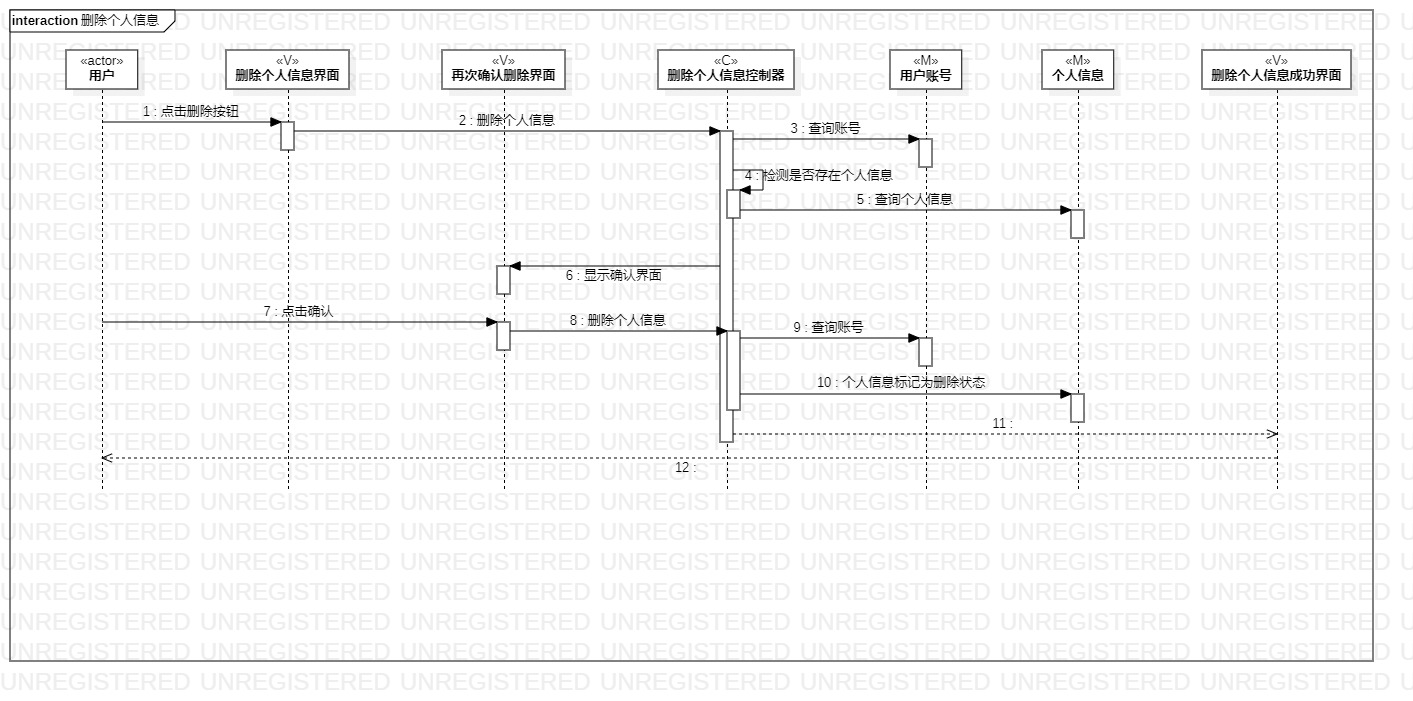 interaction 删除个人信息
«actor»
用户
«V»
删除个人信息界面
«V»
再次确认删除界面
«C»
删除个人信息控制器
«M»
用户账号
«M»
个人信息
«V»
删除个人信息成功界面
1 : 点击删除按钮
2 : 删除个人信息
3 : 查询账号
4 : 检测是否存在个人信息
5 : 查询个人信息
6 : 显示确认界面
7 : 点击确认
8 : 删除个人信息
9 : 查询账号
10 : 个人信息标记为删除状态
11 :
12 :
UNREGISTERED